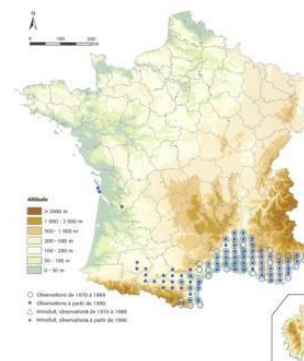 N
0 100 200
km
Altitude
> 2000 m
1 000 - 2 000 m
500 - 1 000 m
200 - 500 m
100 - 200 m
50 - 100 m
0 - 50 m
Observations de 1970 à 1989
Observations à partir de 1990
Introduit, observations de 1970 à 1989
Introduit, observations à partir de 1990